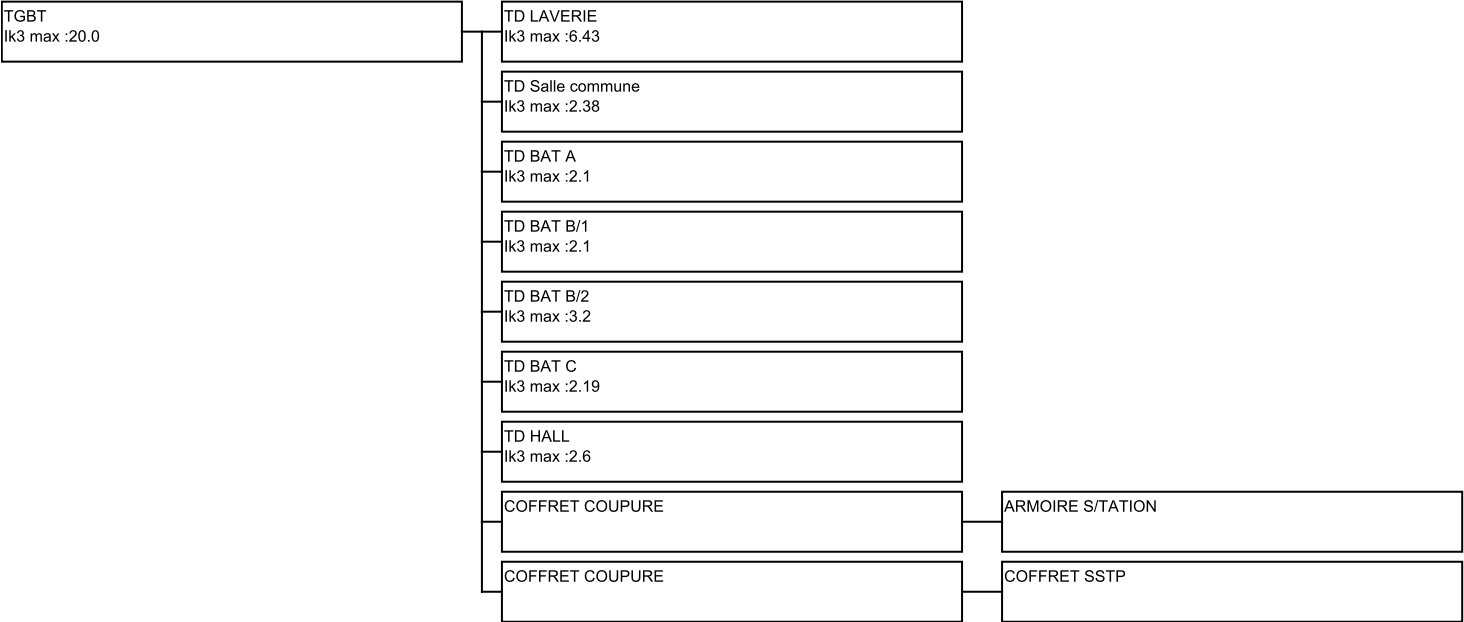 TGBT
Ik3 max :20.0
TD LAVERIE
Ik3 max :6.43
TD Salle commune
Ik3 max :2.38
TD BAT A
Ik3 max :2.1
TD BAT B/1
Ik3 max :2.1
TD BAT B/2
Ik3 max :3.2
TD BAT C
Ik3 max :2.19
TD HALL
Ik3 max :2.6
COFFRET COUPURE
ARMOIRE S/TATION
COFFRET COUPURE
COFFRET SSTP